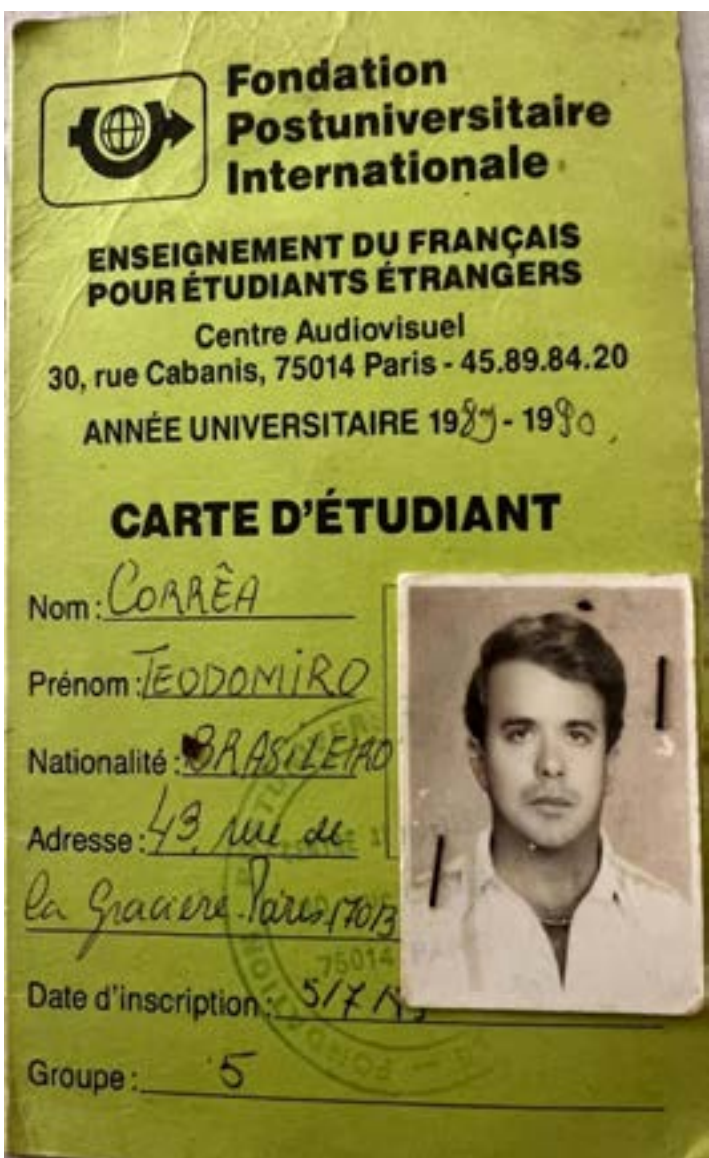 Fondation
Postuniversitaire
Internationale
ENSEIGNEMENT DU FRANÇAIS
POUR ÉTUDIANTS ÉTRANGERS
Centre Audiovisuel
30, rue Cabanis, 75014 Paris - 45.89.84.20
ANNÉE UNIVERSITAIRE 1989 - 1990
CARTE D'ÉTUDIANT
Nom : CORRÊA
Prénom : TEODOMIRO
Nationalité : BRASILEIRO
Adresse : 43, rue de
la Paris
75014
Date d'inscription : 5/7
Groupe : 5
FONDATION